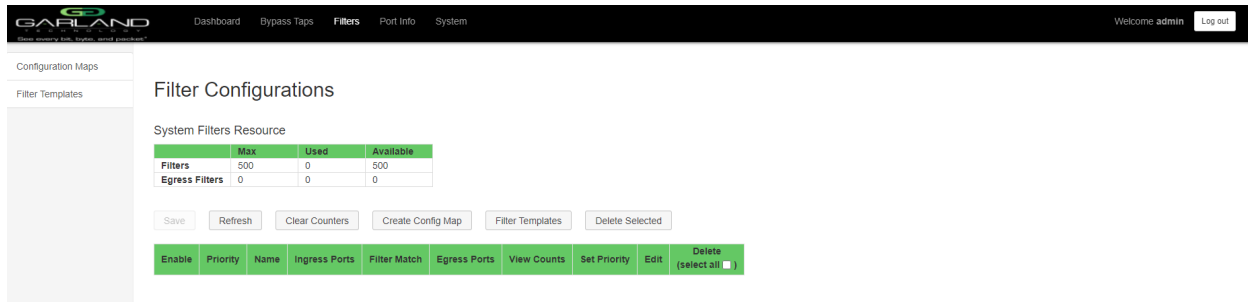 GARLAND Dashboard Bypass Taps Filters Port Info System Welcome admin Log out
TECHNOLOGY
See every bit, byte, and packet®
Configuration Maps
Filter Templates
Filter Configurations
System Filters Resource
Max Used Available
Filters 500 0 500
Egress Filters 0 0 0
Save Refresh Clear Counters Create Config Map Filter Templates Delete Selected
Enable Priority Name Ingress Ports Filter Match Egress Ports View Counts Set Priority Edit Delete
(select all )